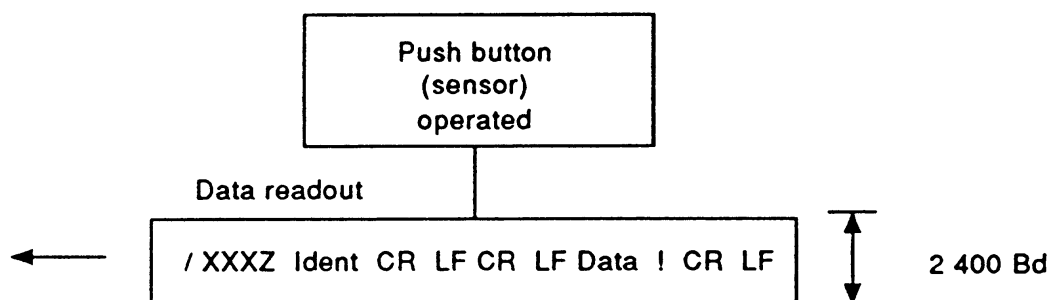 Push button
(sensor)
operated
Data readout
/ XXXZ Ident CR LF CR LF Data ! CR LF
2 400 Bd